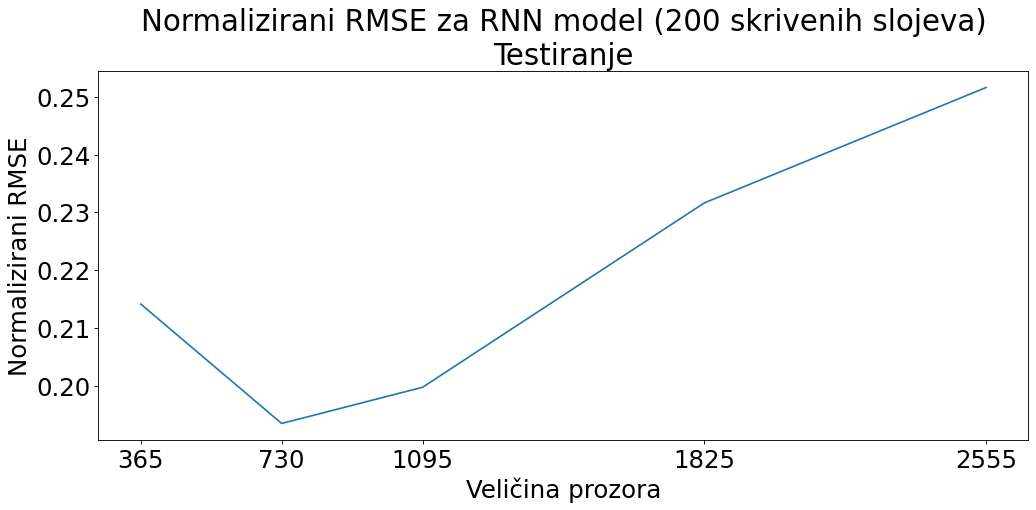 Normalizirani RMSE za RNN model (200 skrivenih slojeva)
Testiranje
Normalizirani RMSE
0.25
0.24
0.23
0.22
0.21
0.20
365 730 1095 1825 2555
Veličina prozora